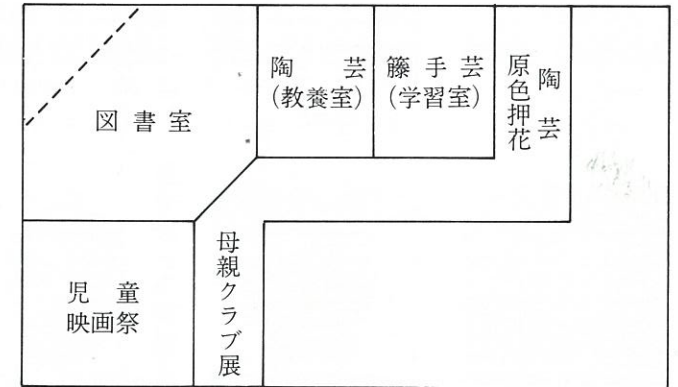 図書室
陶芸
（教養室）
籐手芸
（学習室）
陶芸
原色押花
児童
映画祭
母親クラブ展